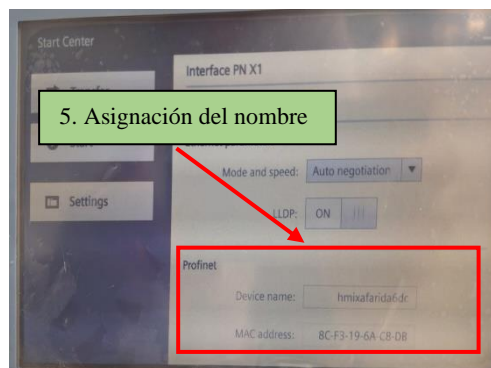 Start Center
Interface PN X1
5. Asignación del nombre
Mode and speed: Auto negotiation
Settings
LLDP: ON
Profinet
Device name: hmixafarida6dc
MAC address: 8C-F3-19-6A-C8-DB